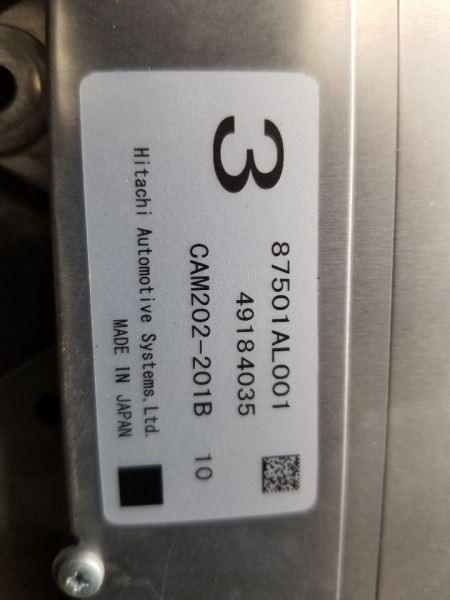 3
87501AL001
49184035
CAM202-201B 10
Hitachi Automotive Systems,Ltd.
MADE IN JAPAN